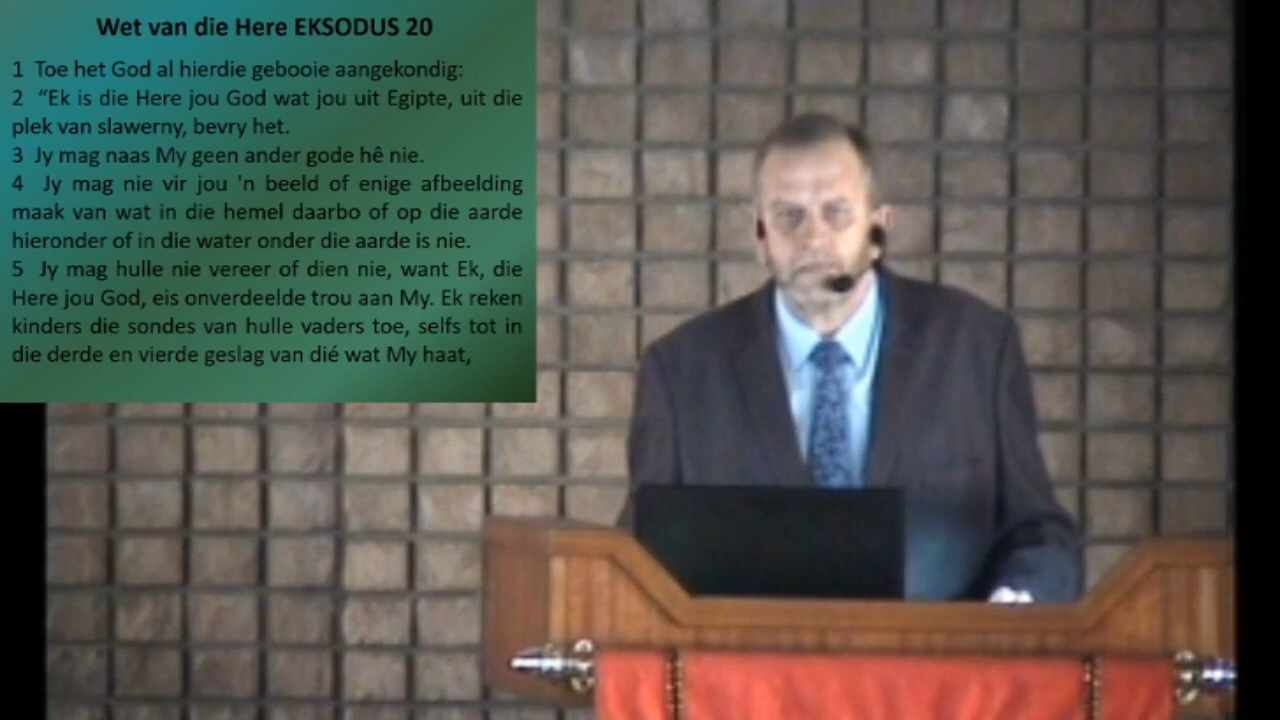 Wet van die Here EKSODUS 20
1 Toe het God al hierdie gebooie aangekondig:
2 “Ek is die Here jou God wat jou uit Egipte, uit die
plek van slawerny, bevry het.
3 Jy mag naas My geen ander gode hê nie.
4 Jy mag nie vir jou 'n beeld of enige afbeelding
maak van wat in die hemel daarbo of op die aarde
hieronder of in die water onder die aarde is nie.
5 Jy mag hulle nie vereer of dien nie, want Ek, die
Here jou God, eis onverdeelde trou aan My. Ek reken
kinders die sondes van hulle vaders toe, selfs tot in
die derde en vierde geslag van dié wat My haat,